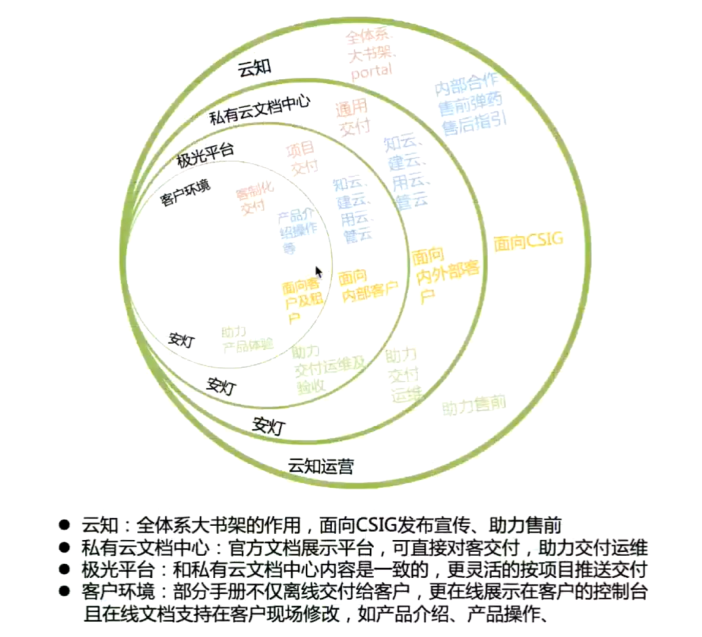 全体系、
大书架、
portal
云知
内部合作
售前弹药
售后指引
私有云文档中心
通用
交付
知云、
建云、
用云、
管云
极光平台
项目
交付
知云、
建云、
用云、
管云
客户环境
客制化
交付
产品介
绍操作
等
面向CSIG
面向
内外部客
户
面向
内部客户
面向客
户及租
户
安灯
助力
产品体验
安灯
助力
交付运维及
验收
安灯
助力
交付
运维
助力售前
云知运营
● 云知：全体系大书架的作用，面向CSIG发布宣传、助力售前
● 私有云文档中心：官方文档展示平台，可直接对客交付，助力交付运维
● 极光平台：和私有云文档中心内容是一致的，更灵活的按项目推送交付
● 客户环境：部分手册不仅离线交付给客户，更在线展示在客户的控制台
且在线文档支持在客户现场修改，如产品介绍、产品操作、